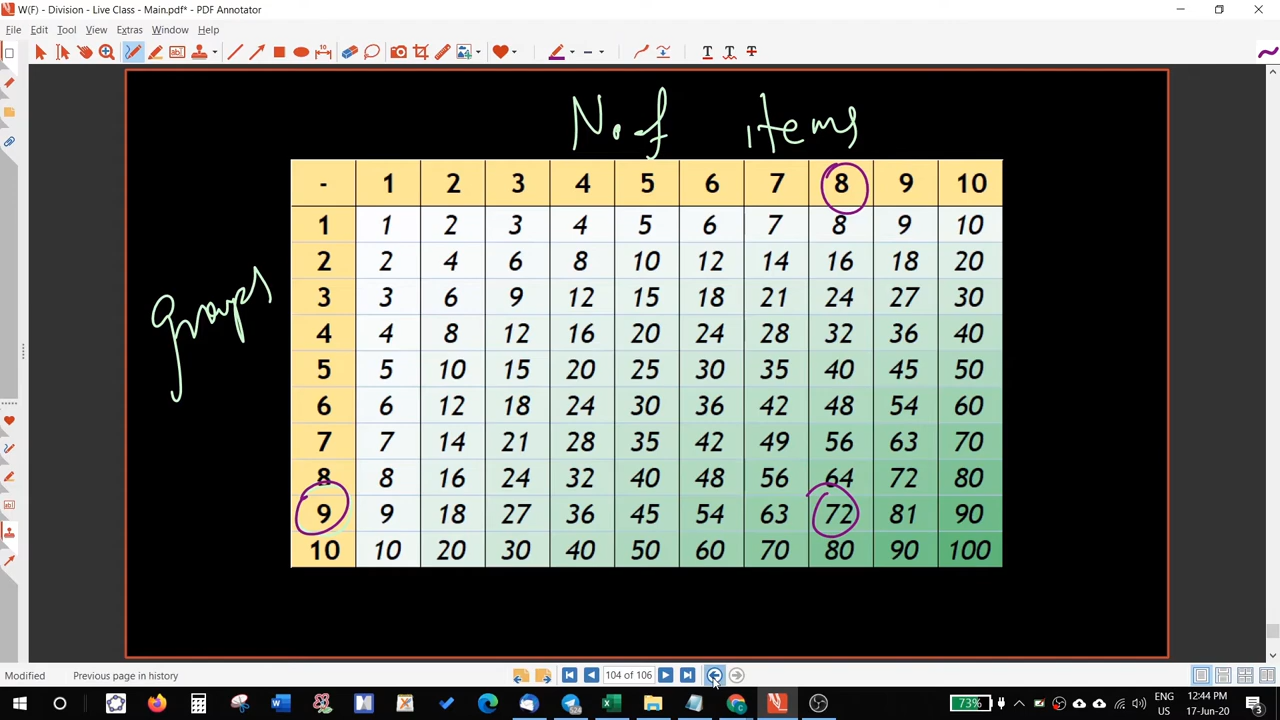 W(F) - Division - Live Class - Main.pdf* - PDF Annotator
File Edit Tool View Extras Window Help
No. of items
groups
- 1 2 3 4 5 6 7 8 9 10
1 1 2 3 4 5 6 7 8 9 10
2 2 4 6 8 10 12 14 16 18 20
3 3 6 9 12 15 18 21 24 27 30
4 4 8 12 16 20 24 28 32 36 40
5 5 10 15 20 25 30 35 40 45 50
6 6 12 18 24 30 36 42 48 54 60
7 7 14 21 28 35 42 49 56 63 70
8 8 16 24 32 40 48 56 64 72 80
9 9 18 27 36 45 54 63 72 81 90
10 10 20 30 40 50 60 70 80 90 100
Modified Previous page in history 104 of 106
73% ENG 12:44 PM
US 17-Jun-20